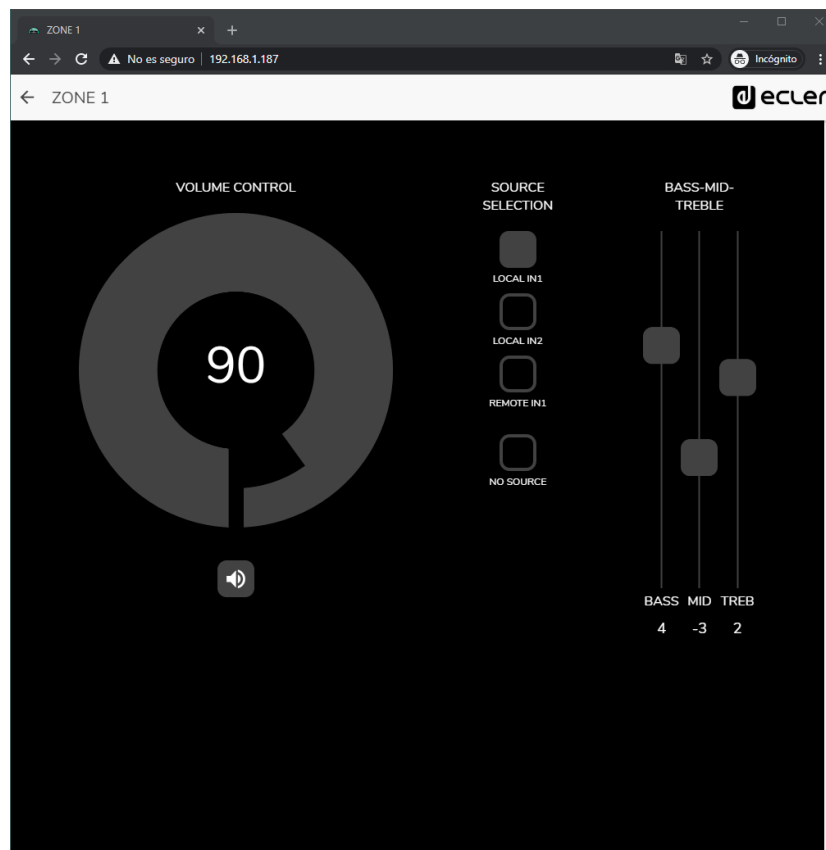 ZONE 1
No es seguro
192.168.1.187
Incógnito
ZONE 1
ecler
VOLUME CONTROL
SOURCE
SELECTION
BASS-MID-
TREBLE
LOCAL IN1
LOCAL IN2
90
REMOTE IN1
NO SOURCE
BASS MID TREB
4 -3 2